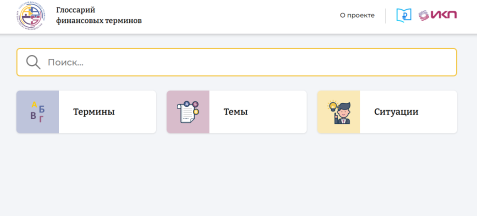 Глоссарий
финансовых терминов
О проекте
ИКП
Поиск...
А
Б
В
Г
Термины
Темы
Ситуации